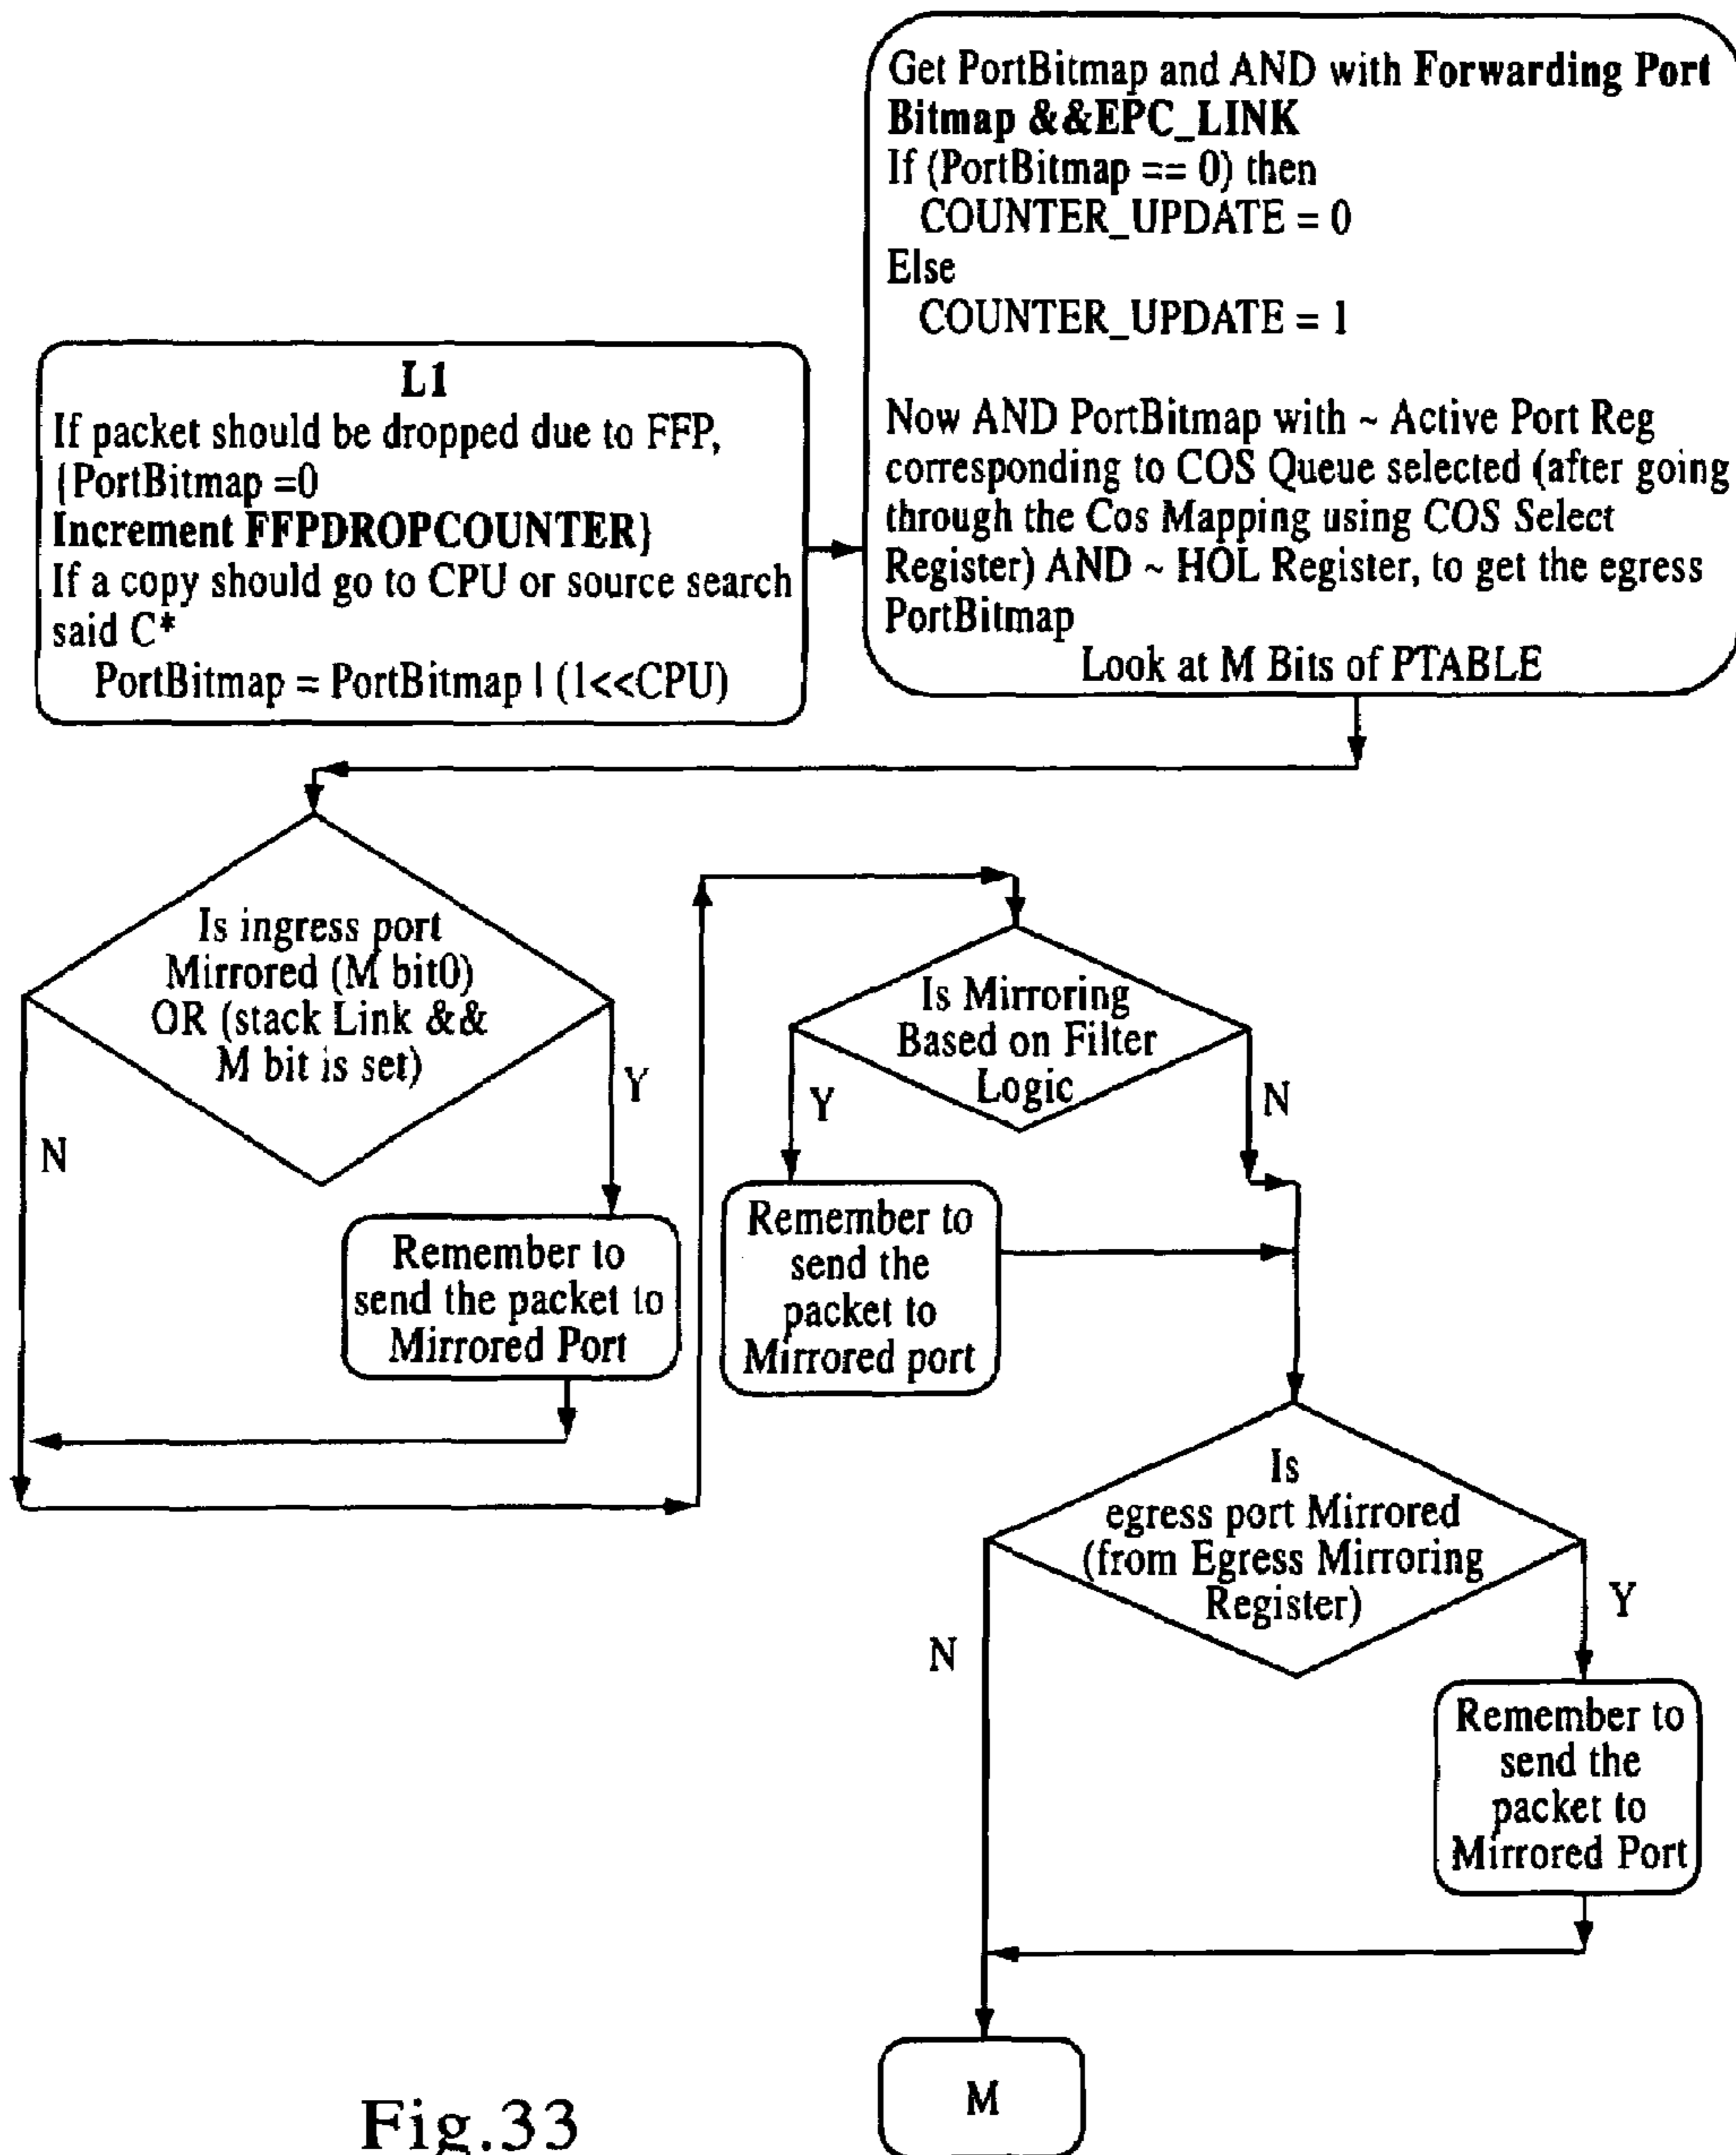 L1
If packet should be dropped due to FFP,
{PortBitmap =0
Increment FFPDROPCOUNTER}
If a copy should go to CPU or source search
said C*
PortBitmap = PortBitmap | (1<<CPU)
Get PortBitmap and AND with Forwarding Port
Bitmap &&EPC_LINK
If (PortBitmap == 0) then
COUNTER_UPDATE = 0
Else
COUNTER_UPDATE = 1
Now AND PortBitmap with ~ Active Port Reg
corresponding to COS Queue selected (after going
through the Cos Mapping using COS Select
Register) AND ~ HOL Register, to get the egress
PortBitmap
Look at M Bits of PTABLE
Is ingress port
Mirrored (M bit0)
OR (stack Link &&
M bit is set)
Y
N
Remember to
send the packet to
Mirrored Port
Is Mirroring
Based on Filter
Logic
Y
N
Remember to
send the
packet to
Mirrored port
Is
egress port Mirrored
(from Egress Mirroring
Register)
Y
N
Remember to
send the
packet to
Mirrored Port
M
Fig.33